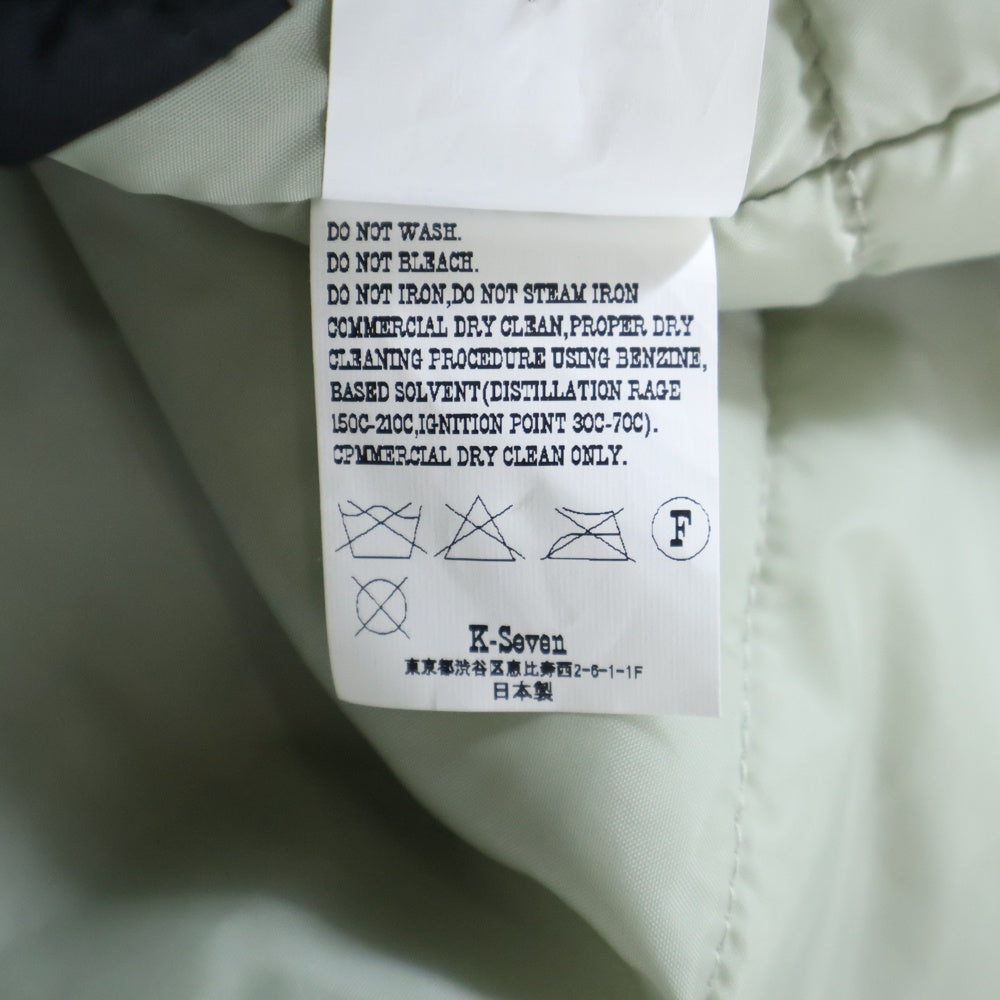 DO NOT WASH.
DO NOT BLEACH.
DO NOT IRON,DO NOT STEAM IRON
COMMERCIAL DRY CLEAN,PROPER DRY
CLEANING PROCEDURE USING BENZINE,
BASED SOLVENT(DISTILLATION RAGE
150C-210C,IGNITION POINT 30C-70C).
CPMMERCIAL DRY CLEAN ONLY.
F
K-Seven
東京都渋谷区恵比寿西2-6-1-1F
日本製